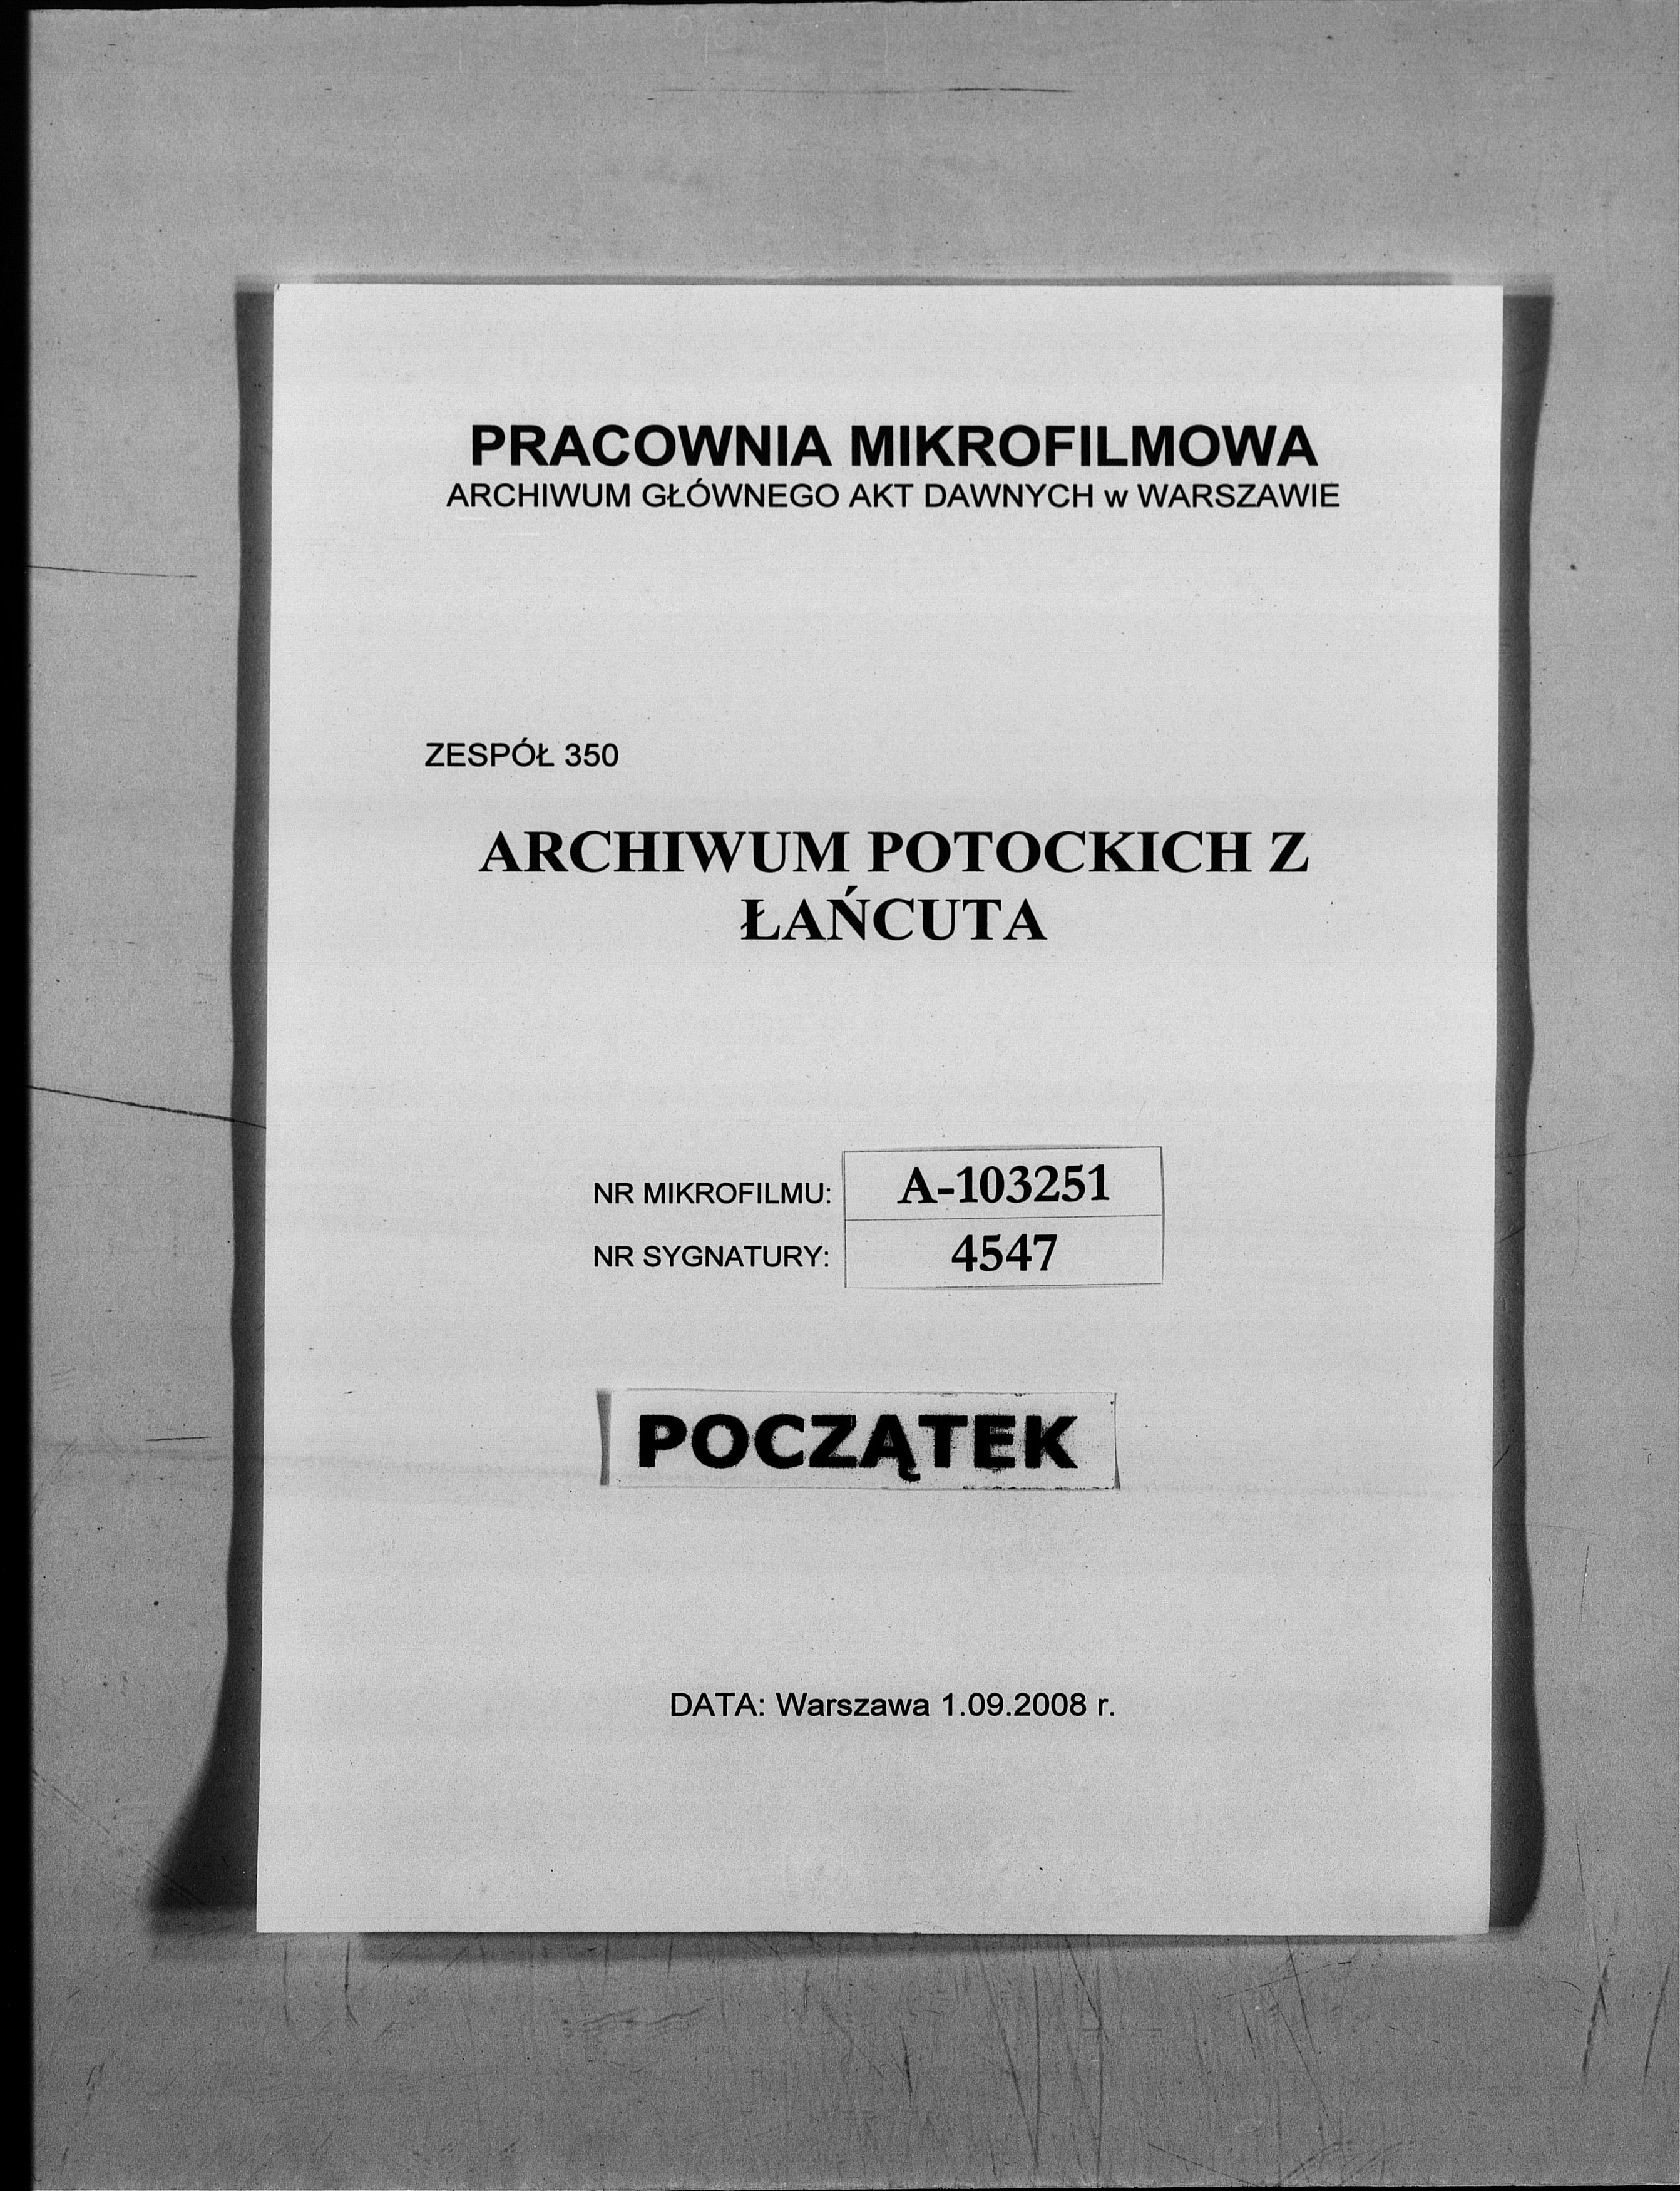 PRACOWNIA MIKROFILMOWA
ARCHIWUM GŁÓWNEGO AKT DAWNYCH w WARSZAWIE
ZESPÓŁ 350
ARCHIWUM POTOCKICH Z
ŁAŃCUTA
NR MIKROFILMU: A-103251
NR SYGNATURY: 4547
POCZĄTEK
DATA: Warszawa 1.09.2008 r.